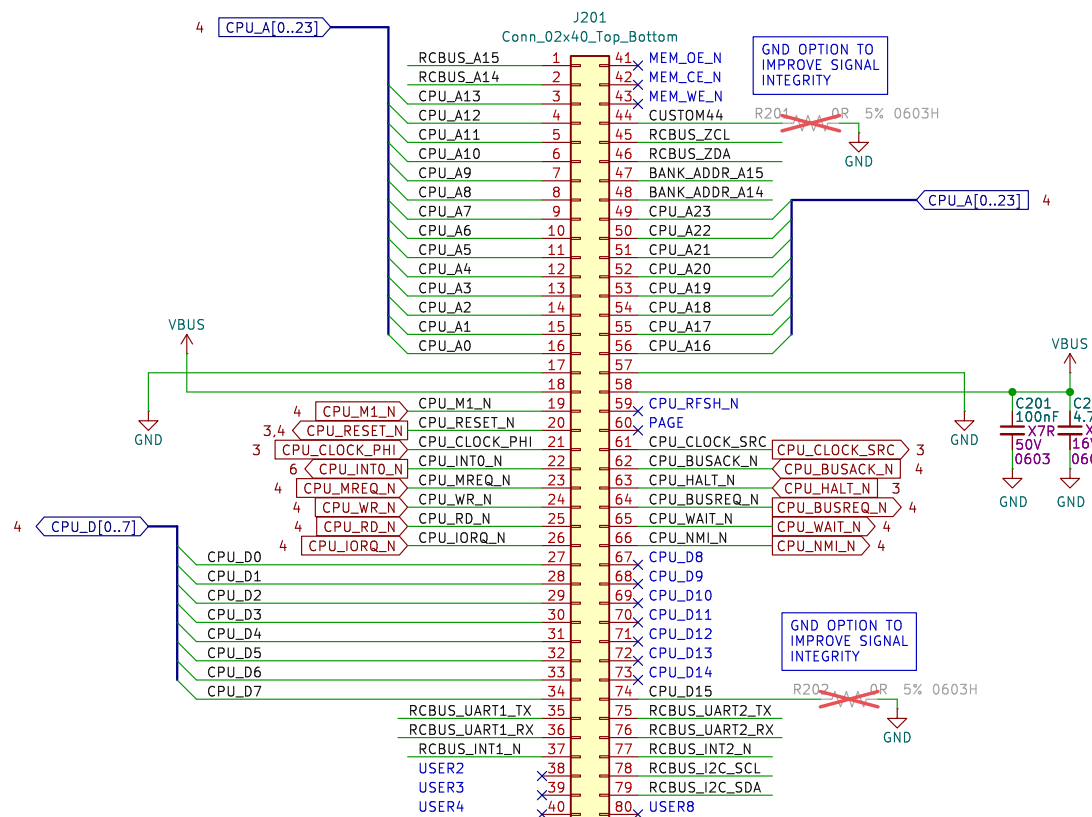 J201
Conn_02x40_Top_Bottom
4 CPU_A[0..23]
GND OPTION TO
IMPROVE SIGNAL
INTEGRITY
RCBUS_A15 1 41 MEM_OE_N
RCBUS_A14 2 42 MEM_CE_N
CPU_A13 3 43 MEM_WE_N
CPU_A12 4 44 CUSTOM44 R201 0R 5% 0603H
CPU_A11 5 45 RCBUS_ZCL
CPU_A10 6 46 RCBUS_ZDA
GND
CPU_A9 7 47 BANK_ADDR_A15
CPU_A8 8 48 BANK_ADDR_A14
CPU_A[0..23] 4
CPU_A7 9 49 CPU_A23
CPU_A6 10 50 CPU_A22
CPU_A5 11 51 CPU_A21
CPU_A4 12 52 CPU_A20
CPU_A3 13 53 CPU_A19
CPU_A2 14 54 CPU_A18
CPU_A1 15 55 CPU_A17
CPU_A0 16 56 CPU_A16
VBUS
VBUS
17 57
18 58
GND
GND
C201
100nF
X7R
50V
0603
GND
4.7
16V
GND
4 CPU_M1_N CPU_M1_N 19 59 CPU_RFSH_N
3,4 CPU_RESET_N CPU_RESET_N 20 60 PAGE
3 CPU_CLOCK_PHI CPU_CLOCK_PHI 21 61 CPU_CLOCK_SRC CPU_CLOCK_SRC 3
6 CPU_INT0_N CPU_INT0_N 22 62 CPU_BUSACK_N CPU_BUSACK_N 4
4 CPU_MREQ_N CPU_MREQ_N 23 63 CPU_HALT_N CPU_HALT_N 3
4 CPU_WR_N CPU_WR_N 24 64 CPU_BUSREQ_N CPU_BUSREQ_N 4
4 CPU_RD_N CPU_RD_N 25 65 CPU_WAIT_N CPU_WAIT_N 4
4 CPU_IORQ_N CPU_IORQ_N 26 66 CPU_NMI_N CPU_NMI_N 4
4 CPU_D[0..7]
CPU_D0 27 67 CPU_D8
CPU_D1 28 68 CPU_D9
CPU_D2 29 69 CPU_D10
CPU_D3 30 70 CPU_D11
CPU_D4 31 71 CPU_D12
CPU_D5 32 72 CPU_D13
CPU_D6 33 73 CPU_D14
GND OPTION TO
IMPROVE SIGNAL
INTEGRITY
CPU_D7 34 74 CPU_D15 R202 0R 5% 0603H
GND
RCBUS_UART1_TX 35 75 RCBUS_UART2_TX
RCBUS_UART1_RX 36 76 RCBUS_UART2_RX
RCBUS_INT1_N 37 77 RCBUS_INT2_N
USER2 38 78 RCBUS_I2C_SCL
USER3 39 79 RCBUS_I2C_SDA
USER4 40 80 USER8